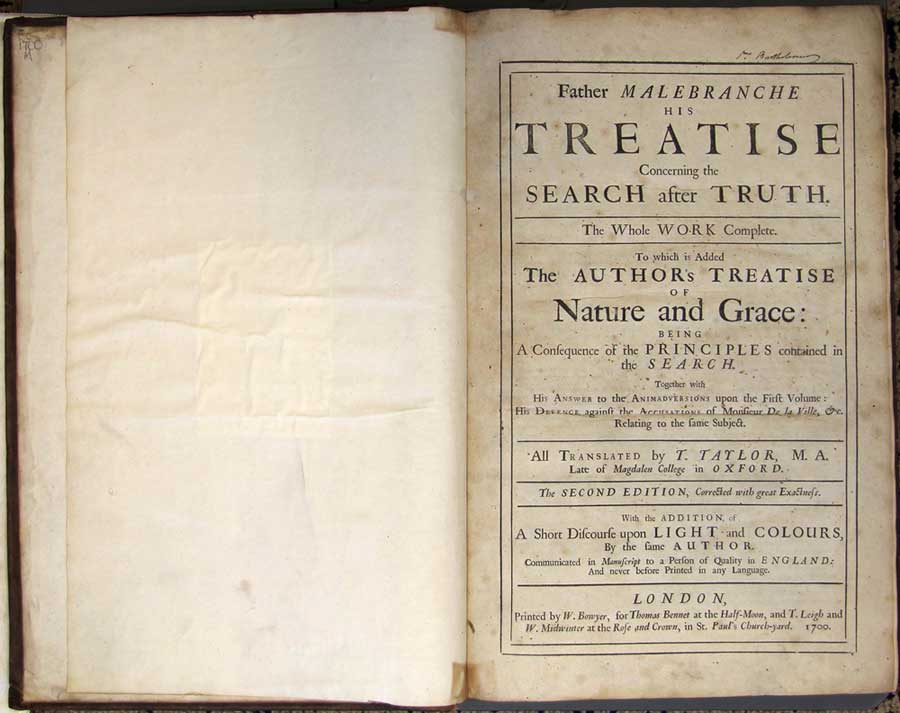 1700
Father MALEBRANCHE
HIS
TREATISE
Concerning the
SEARCH after TRUTH.
The Whole WORK Complete.
To which is Added
The AUTHOR's TREATISE
OF
Nature and Grace:
BEING
A Conſequence of the PRINCIPLES contained in
the SEARCH.
Together with
His ANSWER to the ANIMADVERSIONS upon the Firſt Volume:
His DEFENCE againſt the ACCUSATIONS of Monſieur De la Ville, &c.
Relating to the ſame Subject.
All TRANSLATED by T. TAYLOR, M. A.
Late of Magdalen College in OXFORD.
The SECOND EDITION, Corrected with great Exactneſs.
With the ADDITION of
A Short Diſcourſe upon LIGHT and COLOURS,
By the ſame AUTHOR.
Communicated in Manuſcript to a Perſon of Quality in ENGLAND:
And never before Printed in any Language.
LONDON,
Printed by W. Bowyer, for Thomas Bennet at the Half-Moon, and T. Leigh and
W. Midwinter at the Roſe and Crown, in St. Paul's Church-yard. 1700.